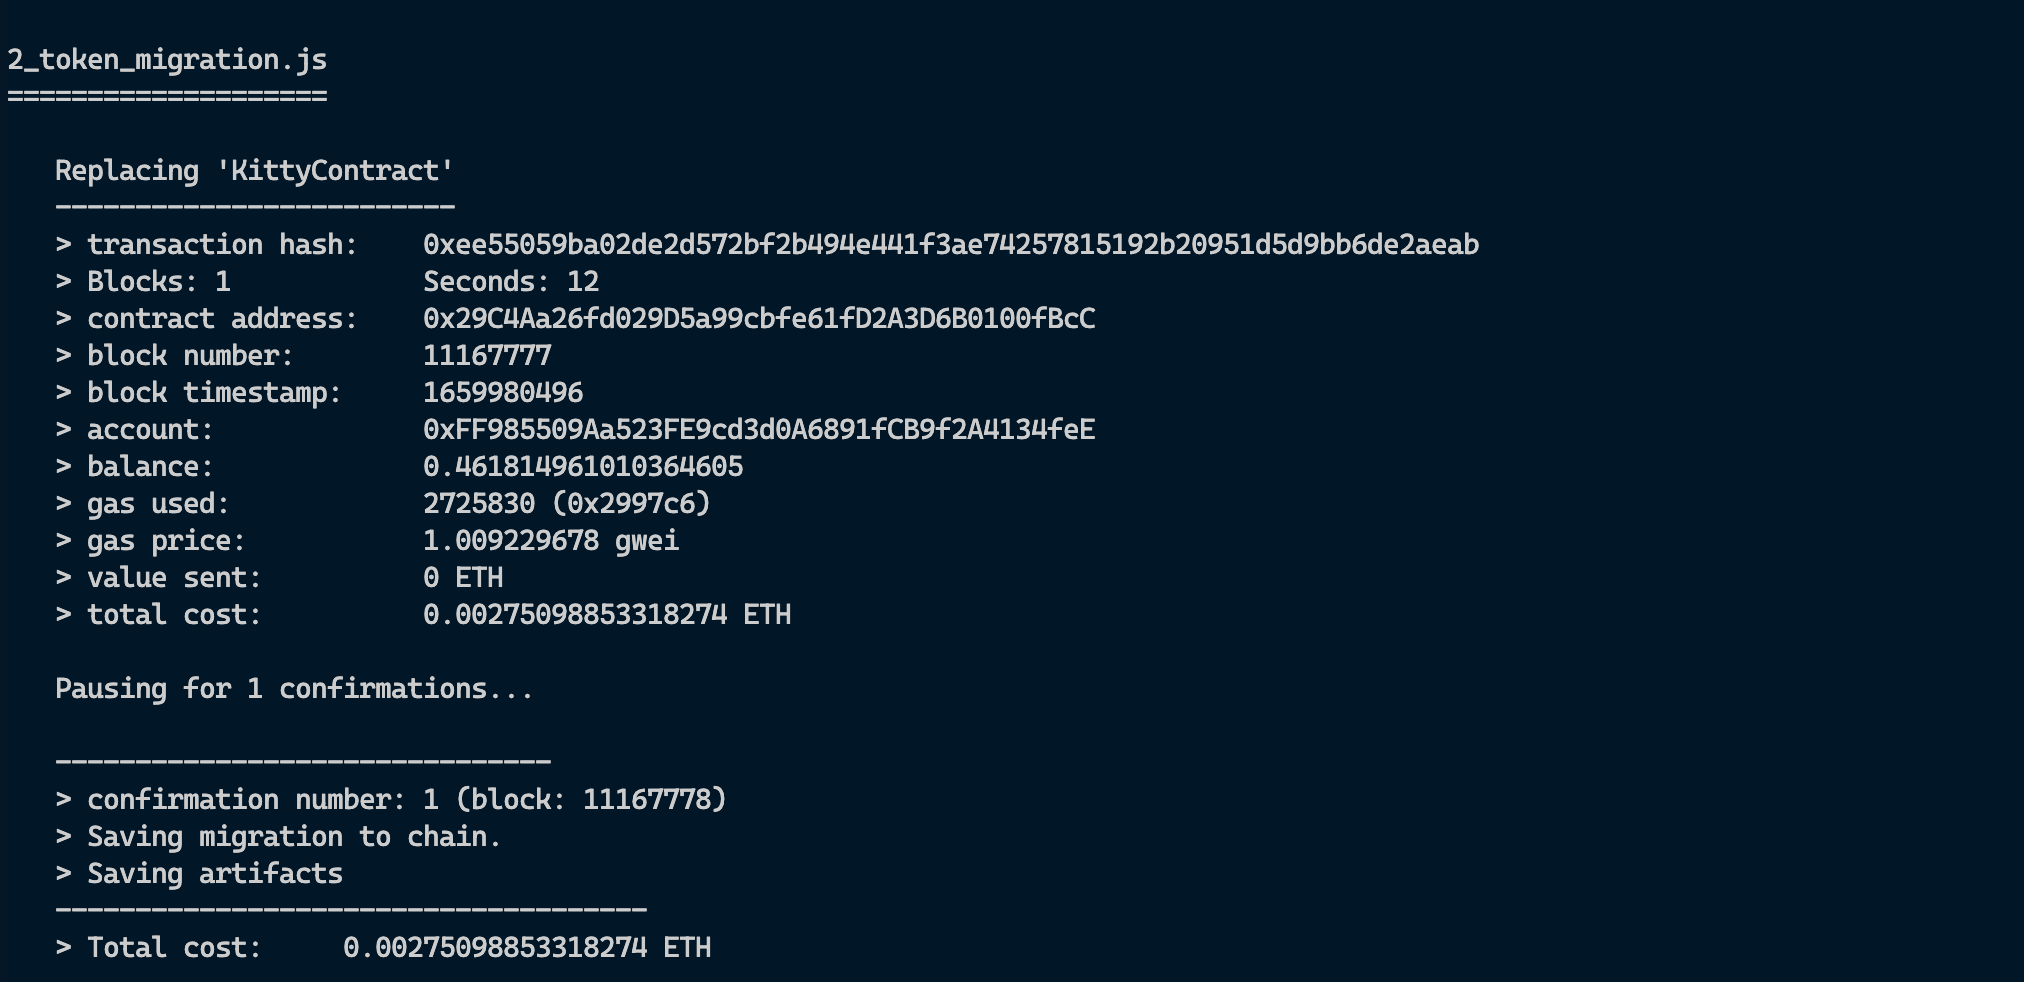 2_token_migration.js
====================
Replacing 'KittyContract'
-------------------------
> transaction hash:    0xee55059ba02de2d572bf2b494e441f3ae74257815192b20951d5d9bb6de2aeab
> Blocks: 1            Seconds: 12
> contract address:    0x29C4Aa26fd029D5a99cbfe61fD2A3D6B0100fBcC
> block number:        11167777
> block timestamp:     1659980496
> account:             0xFF985509Aa523FE9cd3d0A6891fCB9f2A4134feE
> balance:             0.461814961010364605
> gas used:            2725830 (0x2997c6)
> gas price:           1.009229678 gwei
> value sent:          0 ETH
> total cost:          0.00275098853318274 ETH
Pausing for 1 confirmations...
-------------------------------
> confirmation number: 1 (block: 11167778)
> Saving migration to chain.
> Saving artifacts
-------------------------------------
> Total cost:     0.00275098853318274 ETH